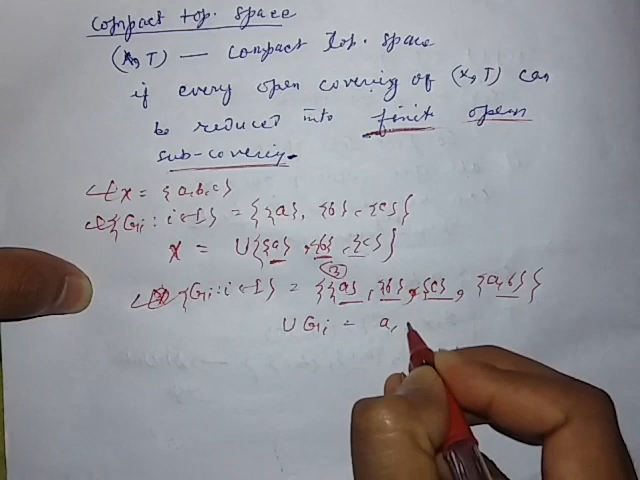 Compact top. space
(X, T) — Compact Top. space
if every open covering of (X, T) can
be reduced into finite open
sub-covering.
X = {a, b, c}
{Gi : i ∈ I} = {{a}, {b}, {c}}
X = U{{a}, {b}, {c}}
{Gi : i ∈ I} = {{a}, {b}, {c}, {a, b}}
U Gi = a,